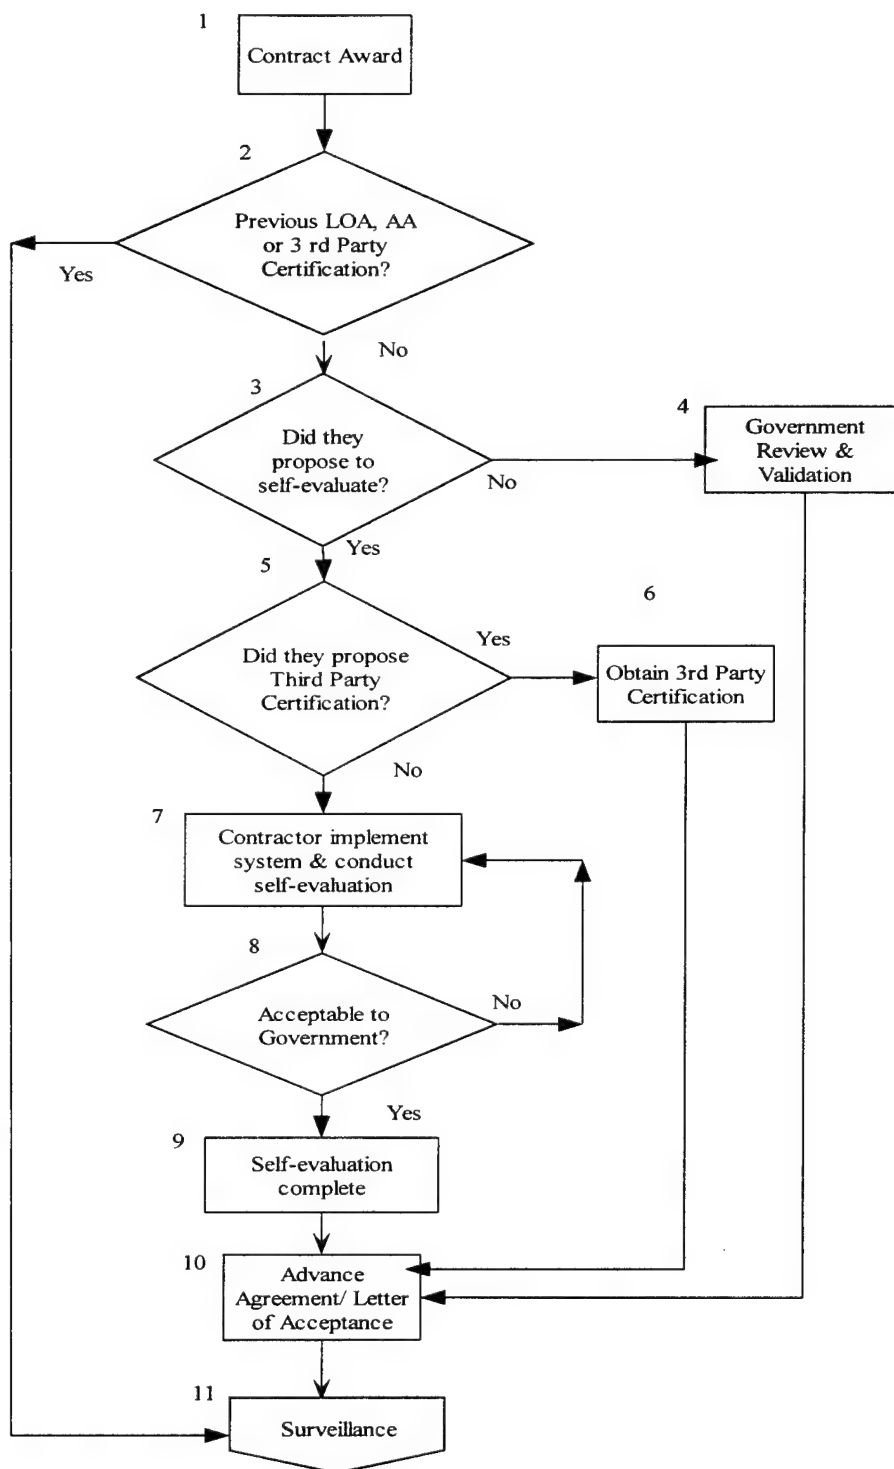 1
Contract Award
2
Previous LOA, AA
or 3 rd Party
Certification?
Yes
No
3
Did they
propose to
self-evaluate?
No
4
Government
Review &
Validation
Yes
5
Did they propose
Third Party
Certification?
Yes
6
Obtain 3rd Party
Certification
No
7
Contractor implement
system & conduct
self-evaluation
8
Acceptable to
Government?
No
Yes
9
Self-evaluation
complete
10
Advance
Agreement/ Letter
of Acceptance
11
Surveillance